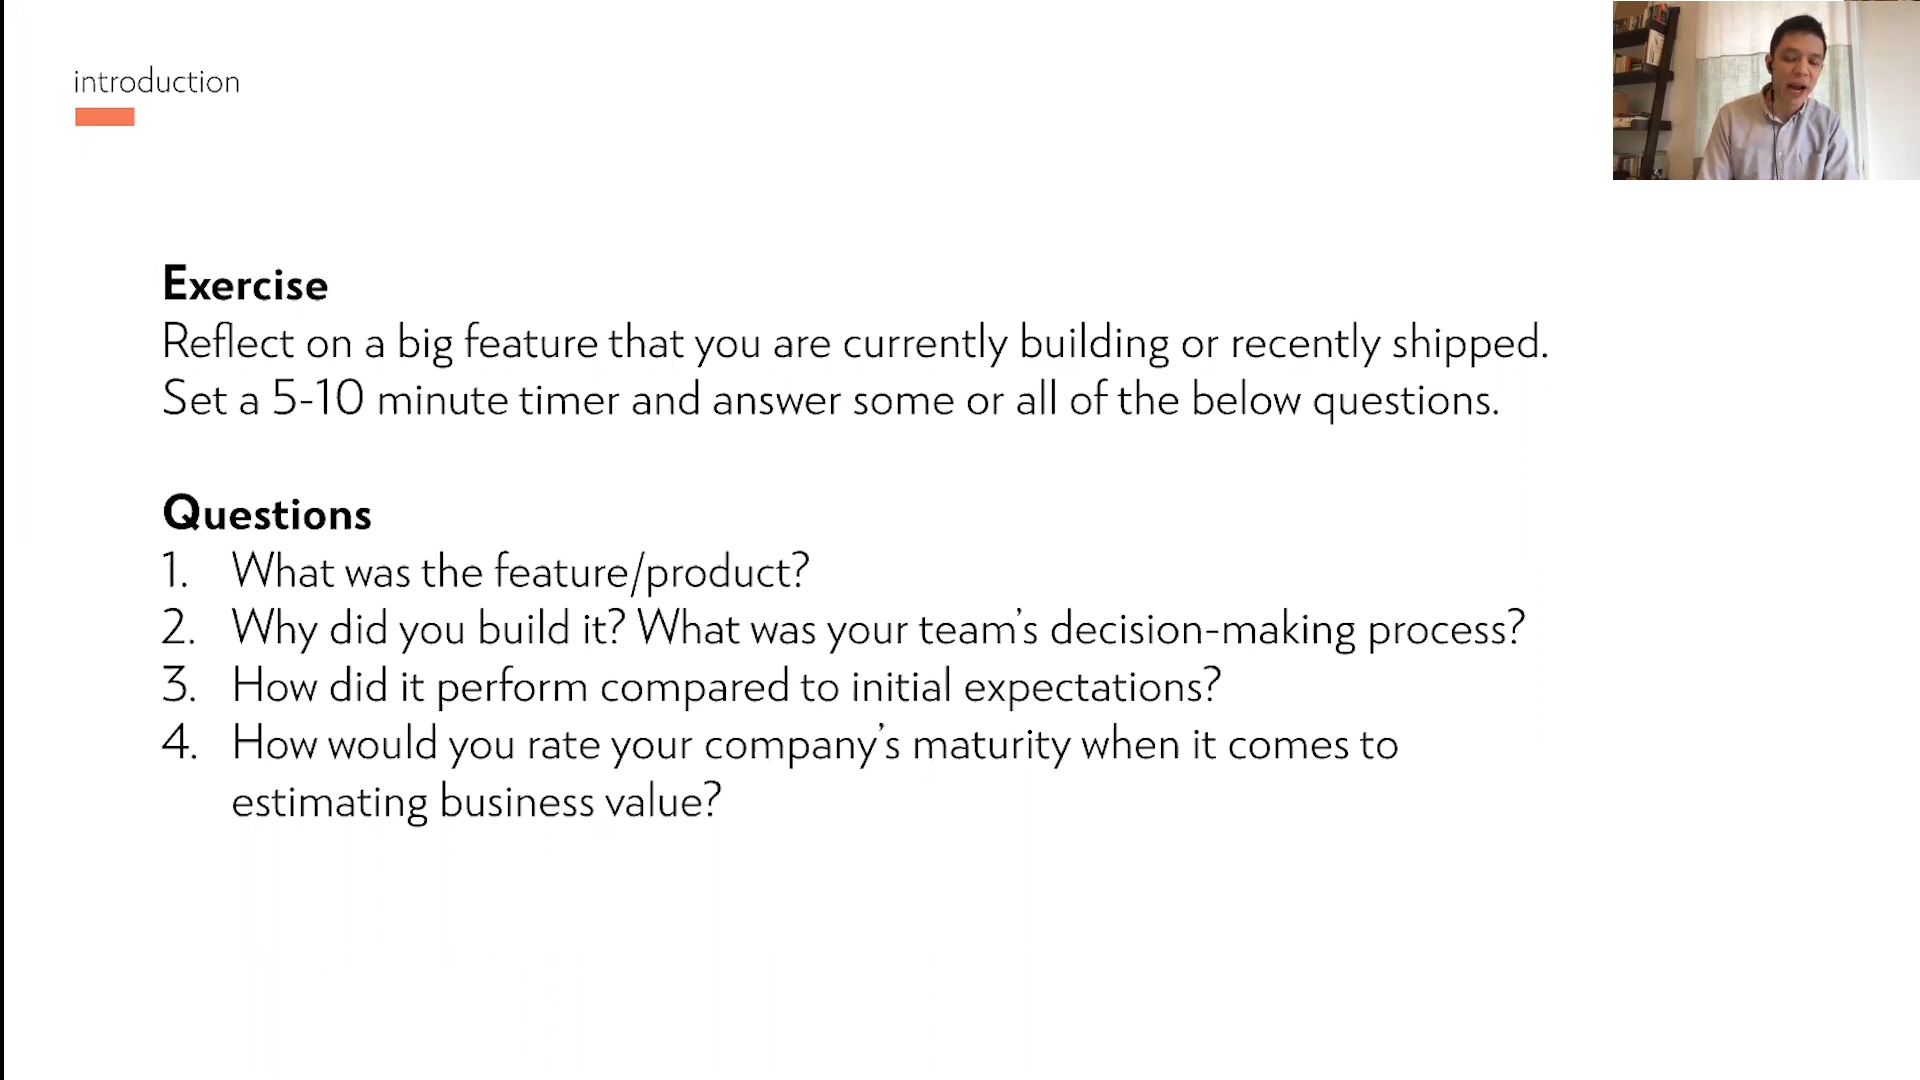 introduction
Exercise
Reflect on a big feature that you are currently building or recently shipped.
Set a 5-10 minute timer and answer some or all of the below questions.
Questions
1. What was the feature/product?
2. Why did you build it? What was your team’s decision-making process?
3. How did it perform compared to initial expectations?
4. How would you rate your company’s maturity when it comes to
estimating business value?